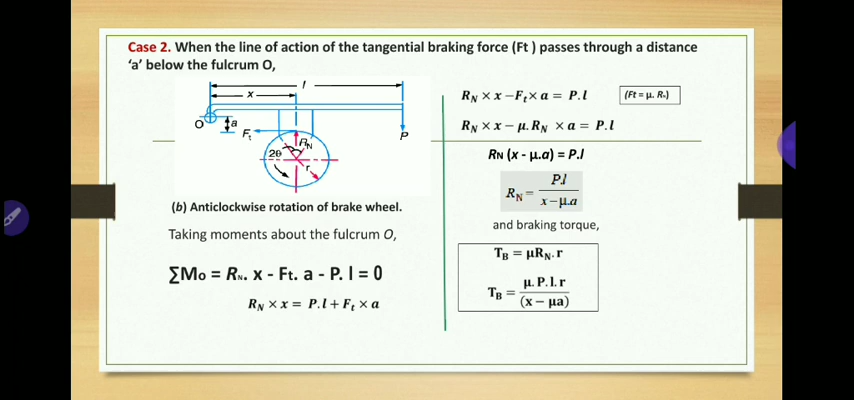 Case 2. When the line of action of the tangential braking force (Ft ) passes through a distance
'a' below the fulcrum O,
l
x
O
a
Ft
RN
P
2θ
r
(b) Anticlockwise rotation of brake wheel.
Taking moments about the fulcrum O,
∑Mo = RN. x - Ft. a - P. l = 0
RN × x = P.l + Ft × a
RN × x – Ft × a = P.l
(Ft = μ. RN)
RN × x – μ.RN × a = P.l
RN (x - μ.a) = P.l
RN = P.l / x – μ.a
and braking torque,
TB = μRN.r
TB = μ.P.l.r / (x – μa)